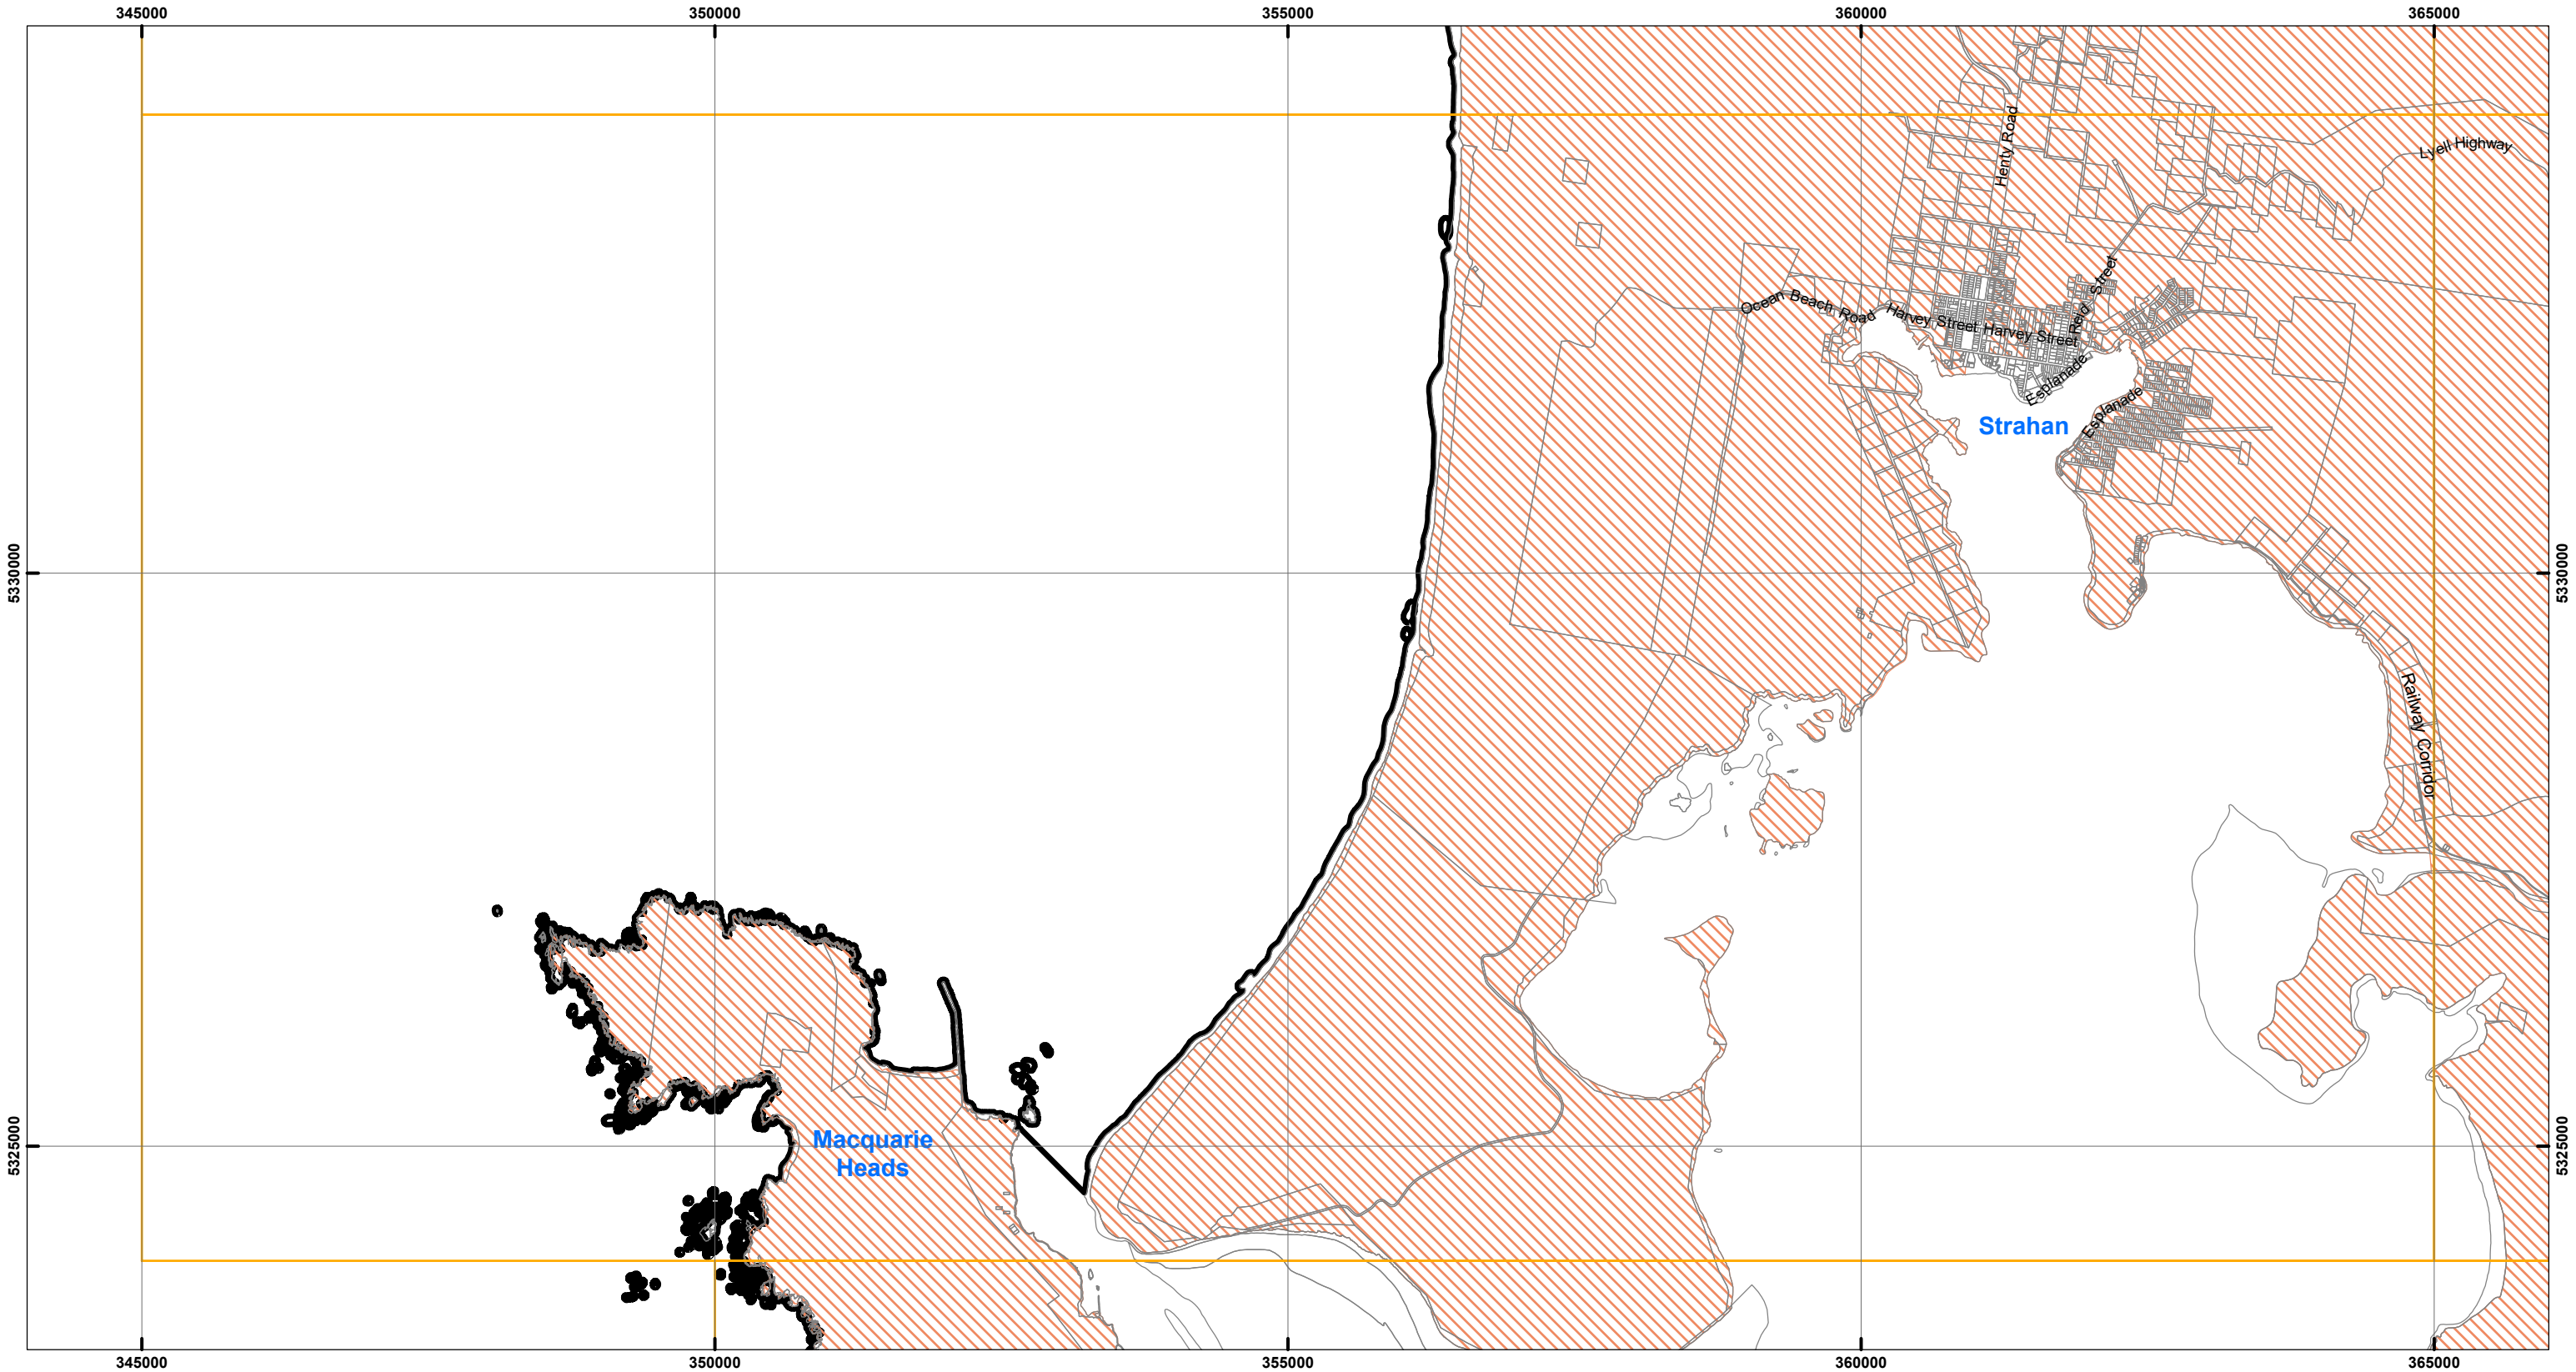 345000
350000
355000
360000
365000
Henty Road
Lyell Highway
Ocean Beach Road
Harvey Street
Harvey Street
Reid Street
Esplanade
Esplanade
Strahan
5330000
5330000
Railway Corridor
Macquarie
Heads
5325000
5325000
345000
350000
355000
360000
365000